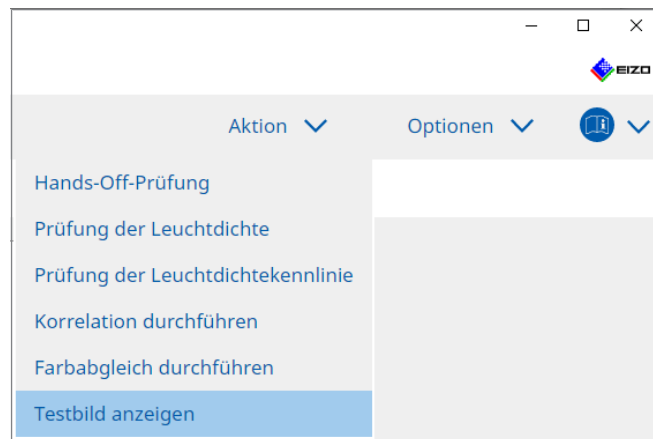 EIZO
Aktion Optionen
Hands-Off-Prüfung
Prüfung der Leuchtdichte
Prüfung der Leuchtdichtekennlinie
Korrelation durchführen
Farbabgleich durchführen
Testbild anzeigen